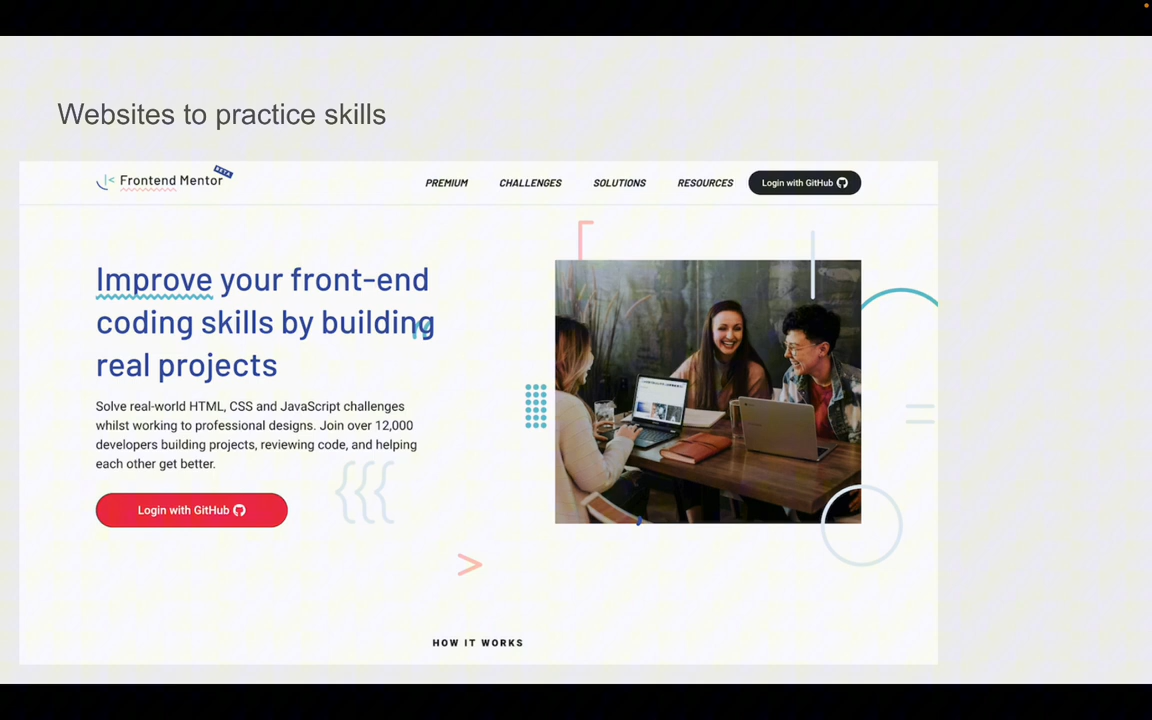 Websites to practice skills
Frontend Mentor BETA
PREMIUM CHALLENGES SOLUTIONS RESOURCES Login with GitHub
Improve your front-end
coding skills by building
real projects
Solve real-world HTML, CSS and JavaScript challenges
whilst working to professional designs. Join over 12,000
developers building projects, reviewing code, and helping
each other get better.
Login with GitHub
HOW IT WORKS